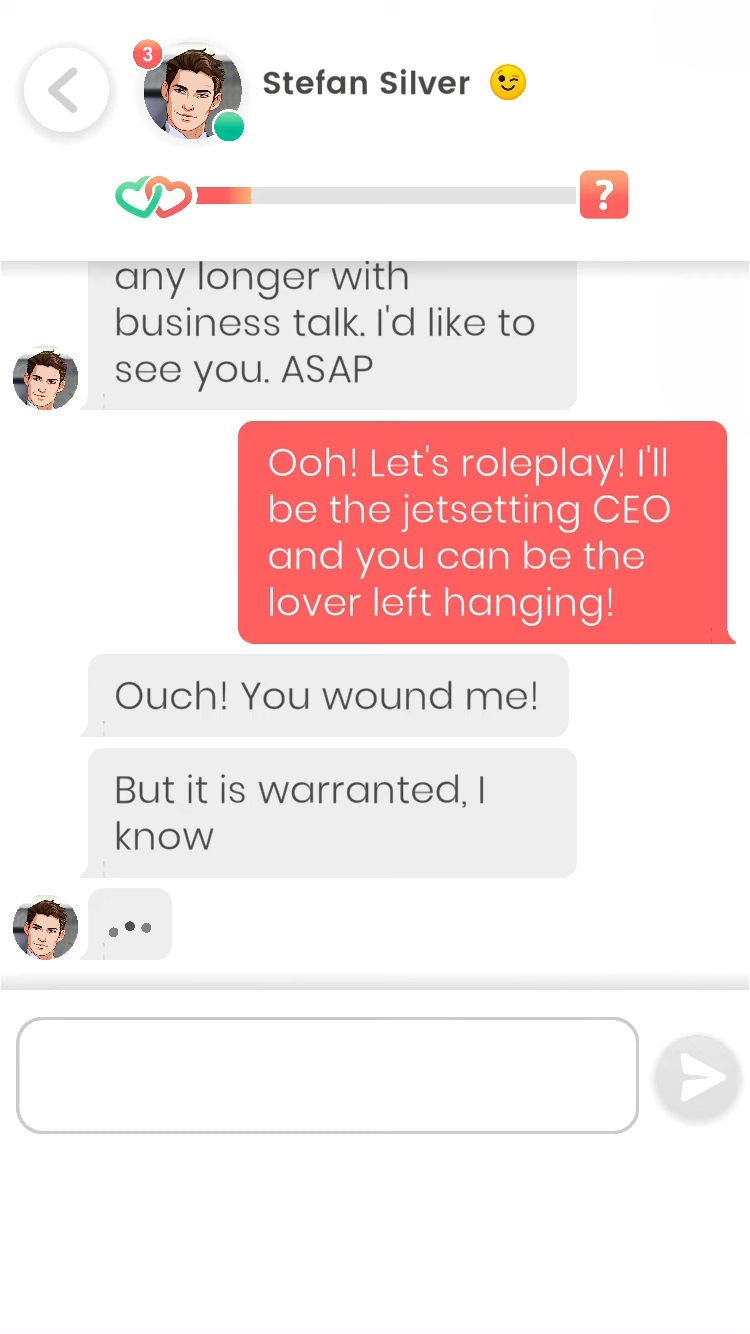 3
Stefan Silver 😉
?
any longer with
business talk. I'd like to
see you. ASAP
Ooh! Let's roleplay! I'll
be the jetsetting CEO
and you can be the
lover left hanging!
Ouch! You wound me!
But it is warranted, I
know